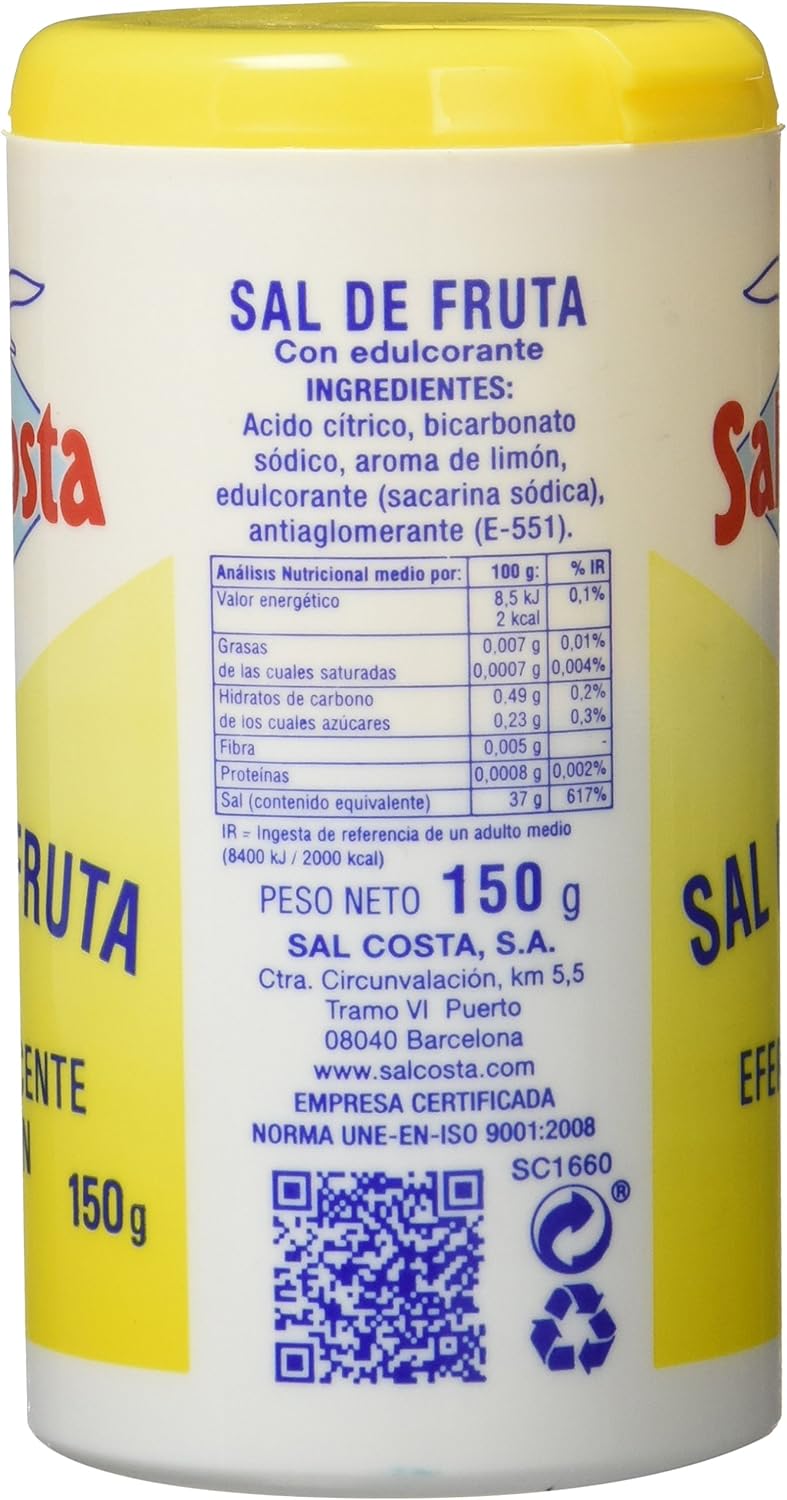 SAL DE FRUTA
Con edulcorante
INGREDIENTES:
Acido cítrico, bicarbonato
sódico, aroma de limón,
edulcorante (sacarina sódica),
antiaglomerante (E-551).
Análisis Nutricional medio por: 100 g: % IR
Valor energético 8,5 kJ 0,1%
2 kcal
Grasas 0,007 g 0,01%
de las cuales saturadas 0,0007 g 0,004%
Hidratos de carbono 0,49 g 0,2%
de los cuales azúcares 0,23 g 0,3%
Fibra 0,005 g -
Proteínas 0,0008 g 0,002%
Sal (contenido equivalente) 37 g 617%
IR = Ingesta de referencia de un adulto medio
(8400 kJ / 2000 kcal)
PESO NETO 150 g
SAL COSTA, S.A.
Ctra. Circunvalación, km 5,5
Tramo VI Puerto
08040 Barcelona
www.salcosta.com
EMPRESA CERTIFICADA
NORMA UNE-EN-ISO 9001:2008
SC1660
®
osta
FRUTA
CENTE
N
150 g
Sal
SAL
EFE